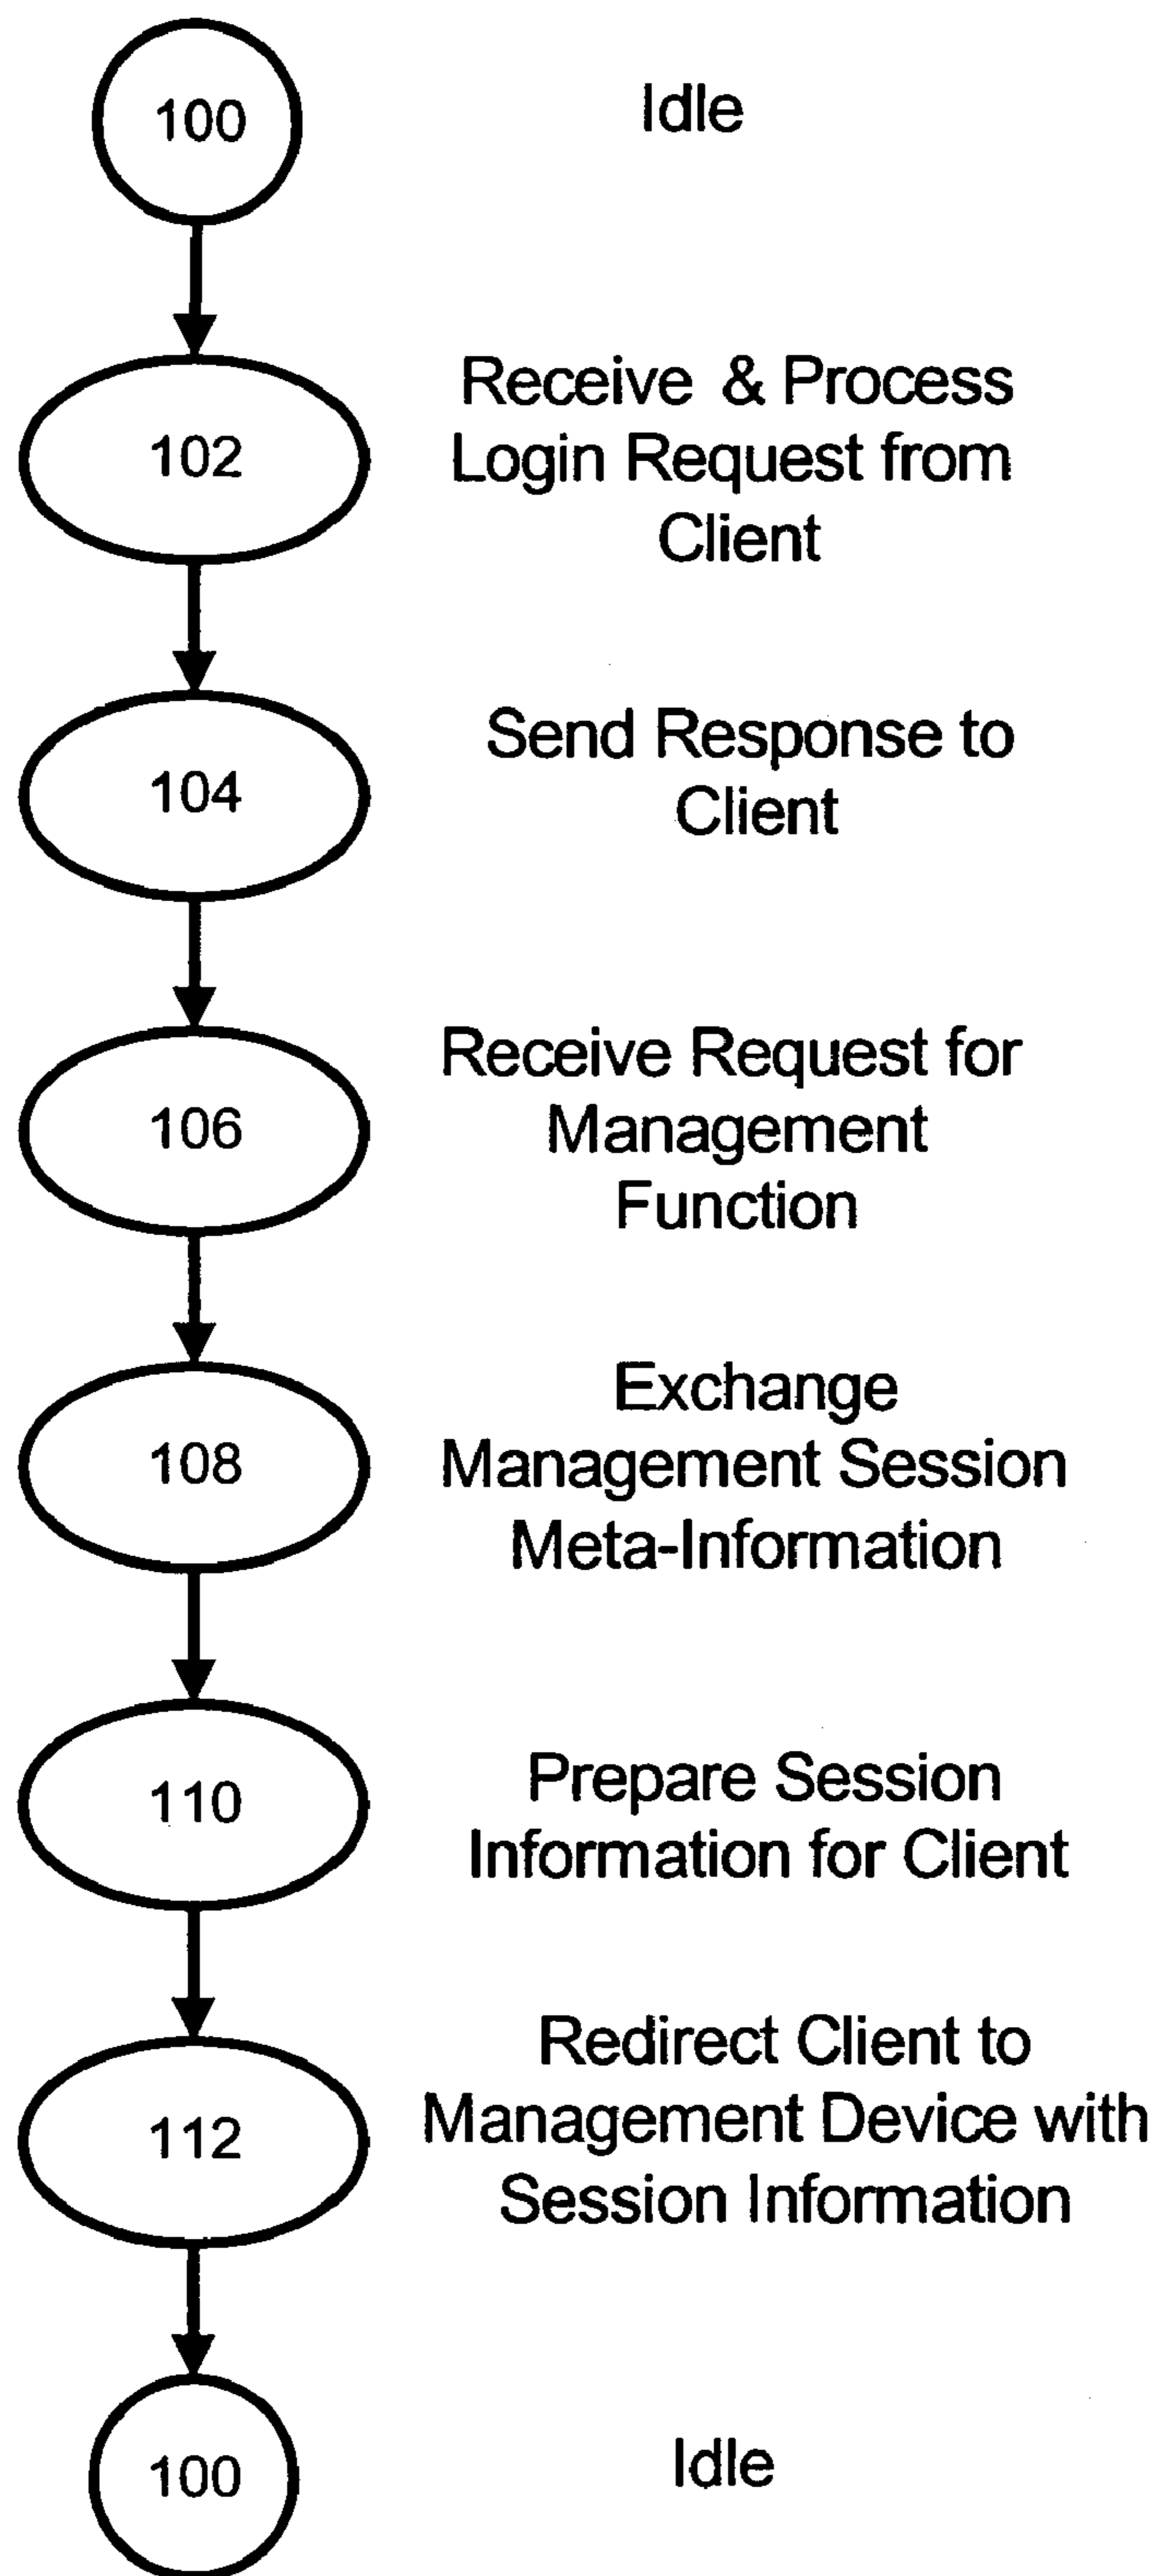 100
Idle
102
Receive & Process
Login Request from
Client
104
Send Response to
Client
106
Receive Request for
Management
Function
108
Exchange
Management Session
Meta-Information
110
Prepare Session
Information for Client
112
Redirect Client to
Management Device with
Session Information
100
Idle